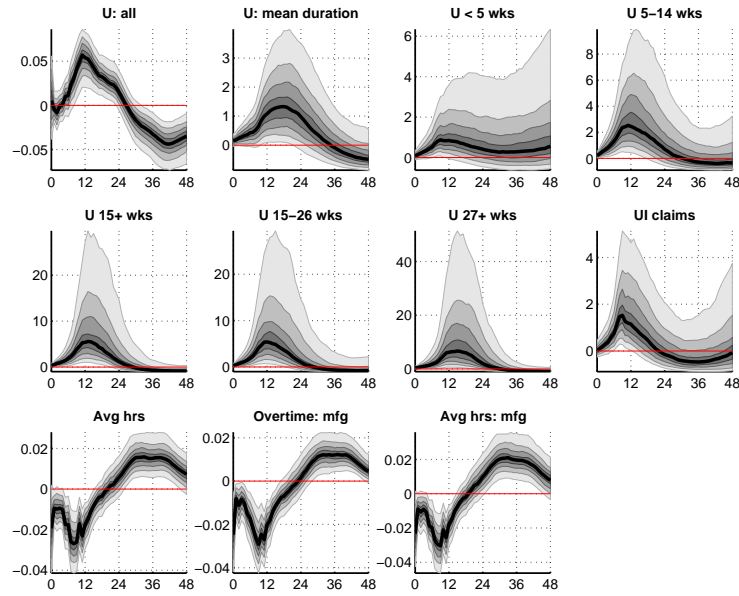 U: all U: mean duration U < 5 wks U 5−14 wks
0.05 0 −0.05 3 2 1 0 6 4 2 0 8 6 4 2 0
0 12 24 36 48 0 12 24 36 48 0 12 24 36 48 0 12 24 36 48
U 15+ wks U 15−26 wks U 27+ wks UI claims
20 10 0 20 10 0 40 20 0 4 2 0
0 12 24 36 48 0 12 24 36 48 0 12 24 36 48 0 12 24 36 48
Avg hrs Overtime: mfg Avg hrs: mfg
0.02 0 −0.02 −0.04 0.02 0 −0.02 −0.04 0.02 0 −0.02 −0.04
0 12 24 36 48 0 12 24 36 48 0 12 24 36 48